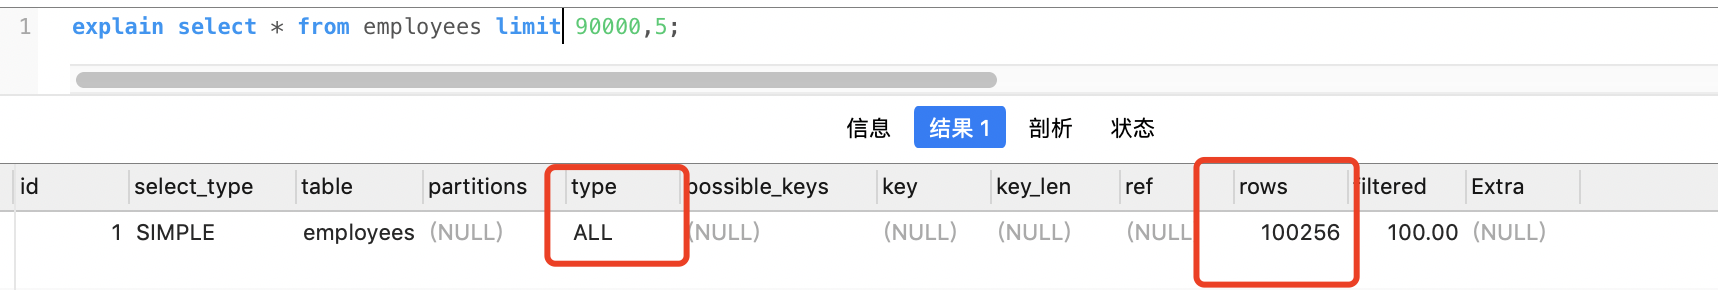 1 explain select * from employees limit 90000,5;
信息 结果 1 剖析 状态
id select_type table partitions type possible_keys key key_len ref rows filtered Extra
1 SIMPLE employees (NULL) ALL (NULL) (NULL) (NULL) (NULL 100256 100.00 (NULL)